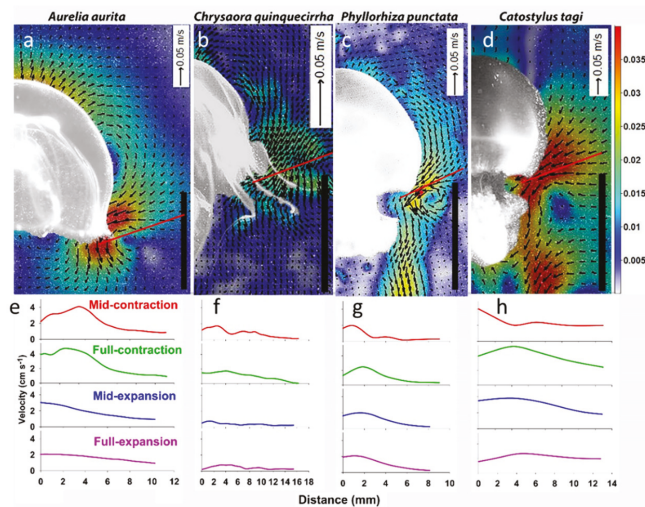 Aurelia aurita Chrysaora quinquecirrha Phyllorhiza punctata Catostylus tagi
a b c d
0.05 m/s 0.05 m/s 0.05 m/s 0.05 m/s
0.035
0.03
0.025
0.02
0.015
0.01
0.005
0
e f g h
Mid-contraction
Full-contraction
Mid-expansion
Full-expansion
Velocity (cm s⁻¹)
4
2
0
4
2
0
4
2
0
4
2
0
0 2 4 6 8 10 12 0 2 4 6 8 10 12 14 16 18 0 2 4 6 8 10 0 2 4 6 8 10 12 14
Distance (mm)